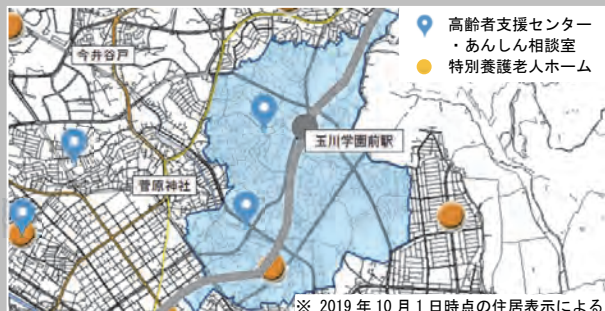 高齢者支援センター
・あんしん相談室
特別養護老人ホーム
今井谷戸
玉川学園前駅
菅原神社
※ 2019 年 10 月 1 日時点の住居表示による